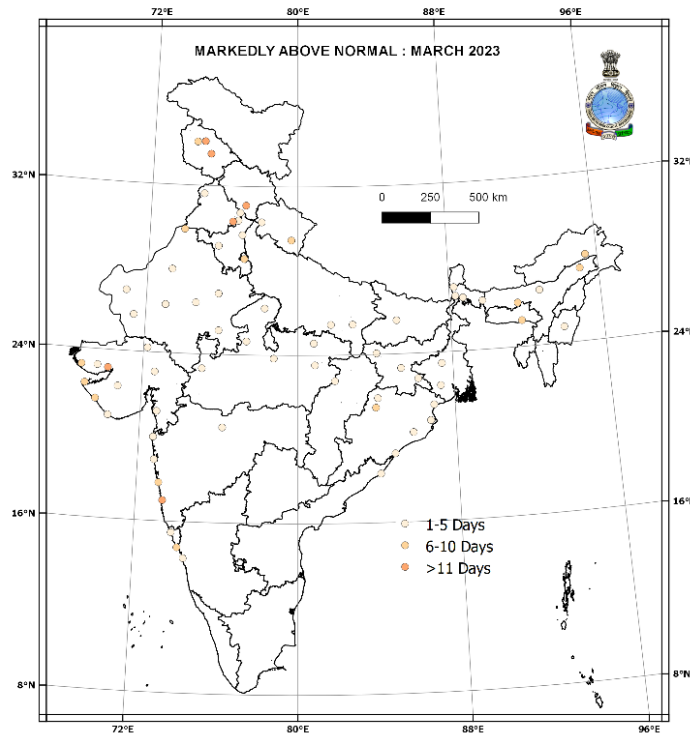 72°E 80°E 88°E 96°E
MARKEDLY ABOVE NORMAL : MARCH 2023
32°N 32°N
0 250 500 km
24°N 24°N
16°N 16°N
1-5 Days
6-10 Days
>11 Days
8°N 8°N
72°E 80°E 88°E 96°E